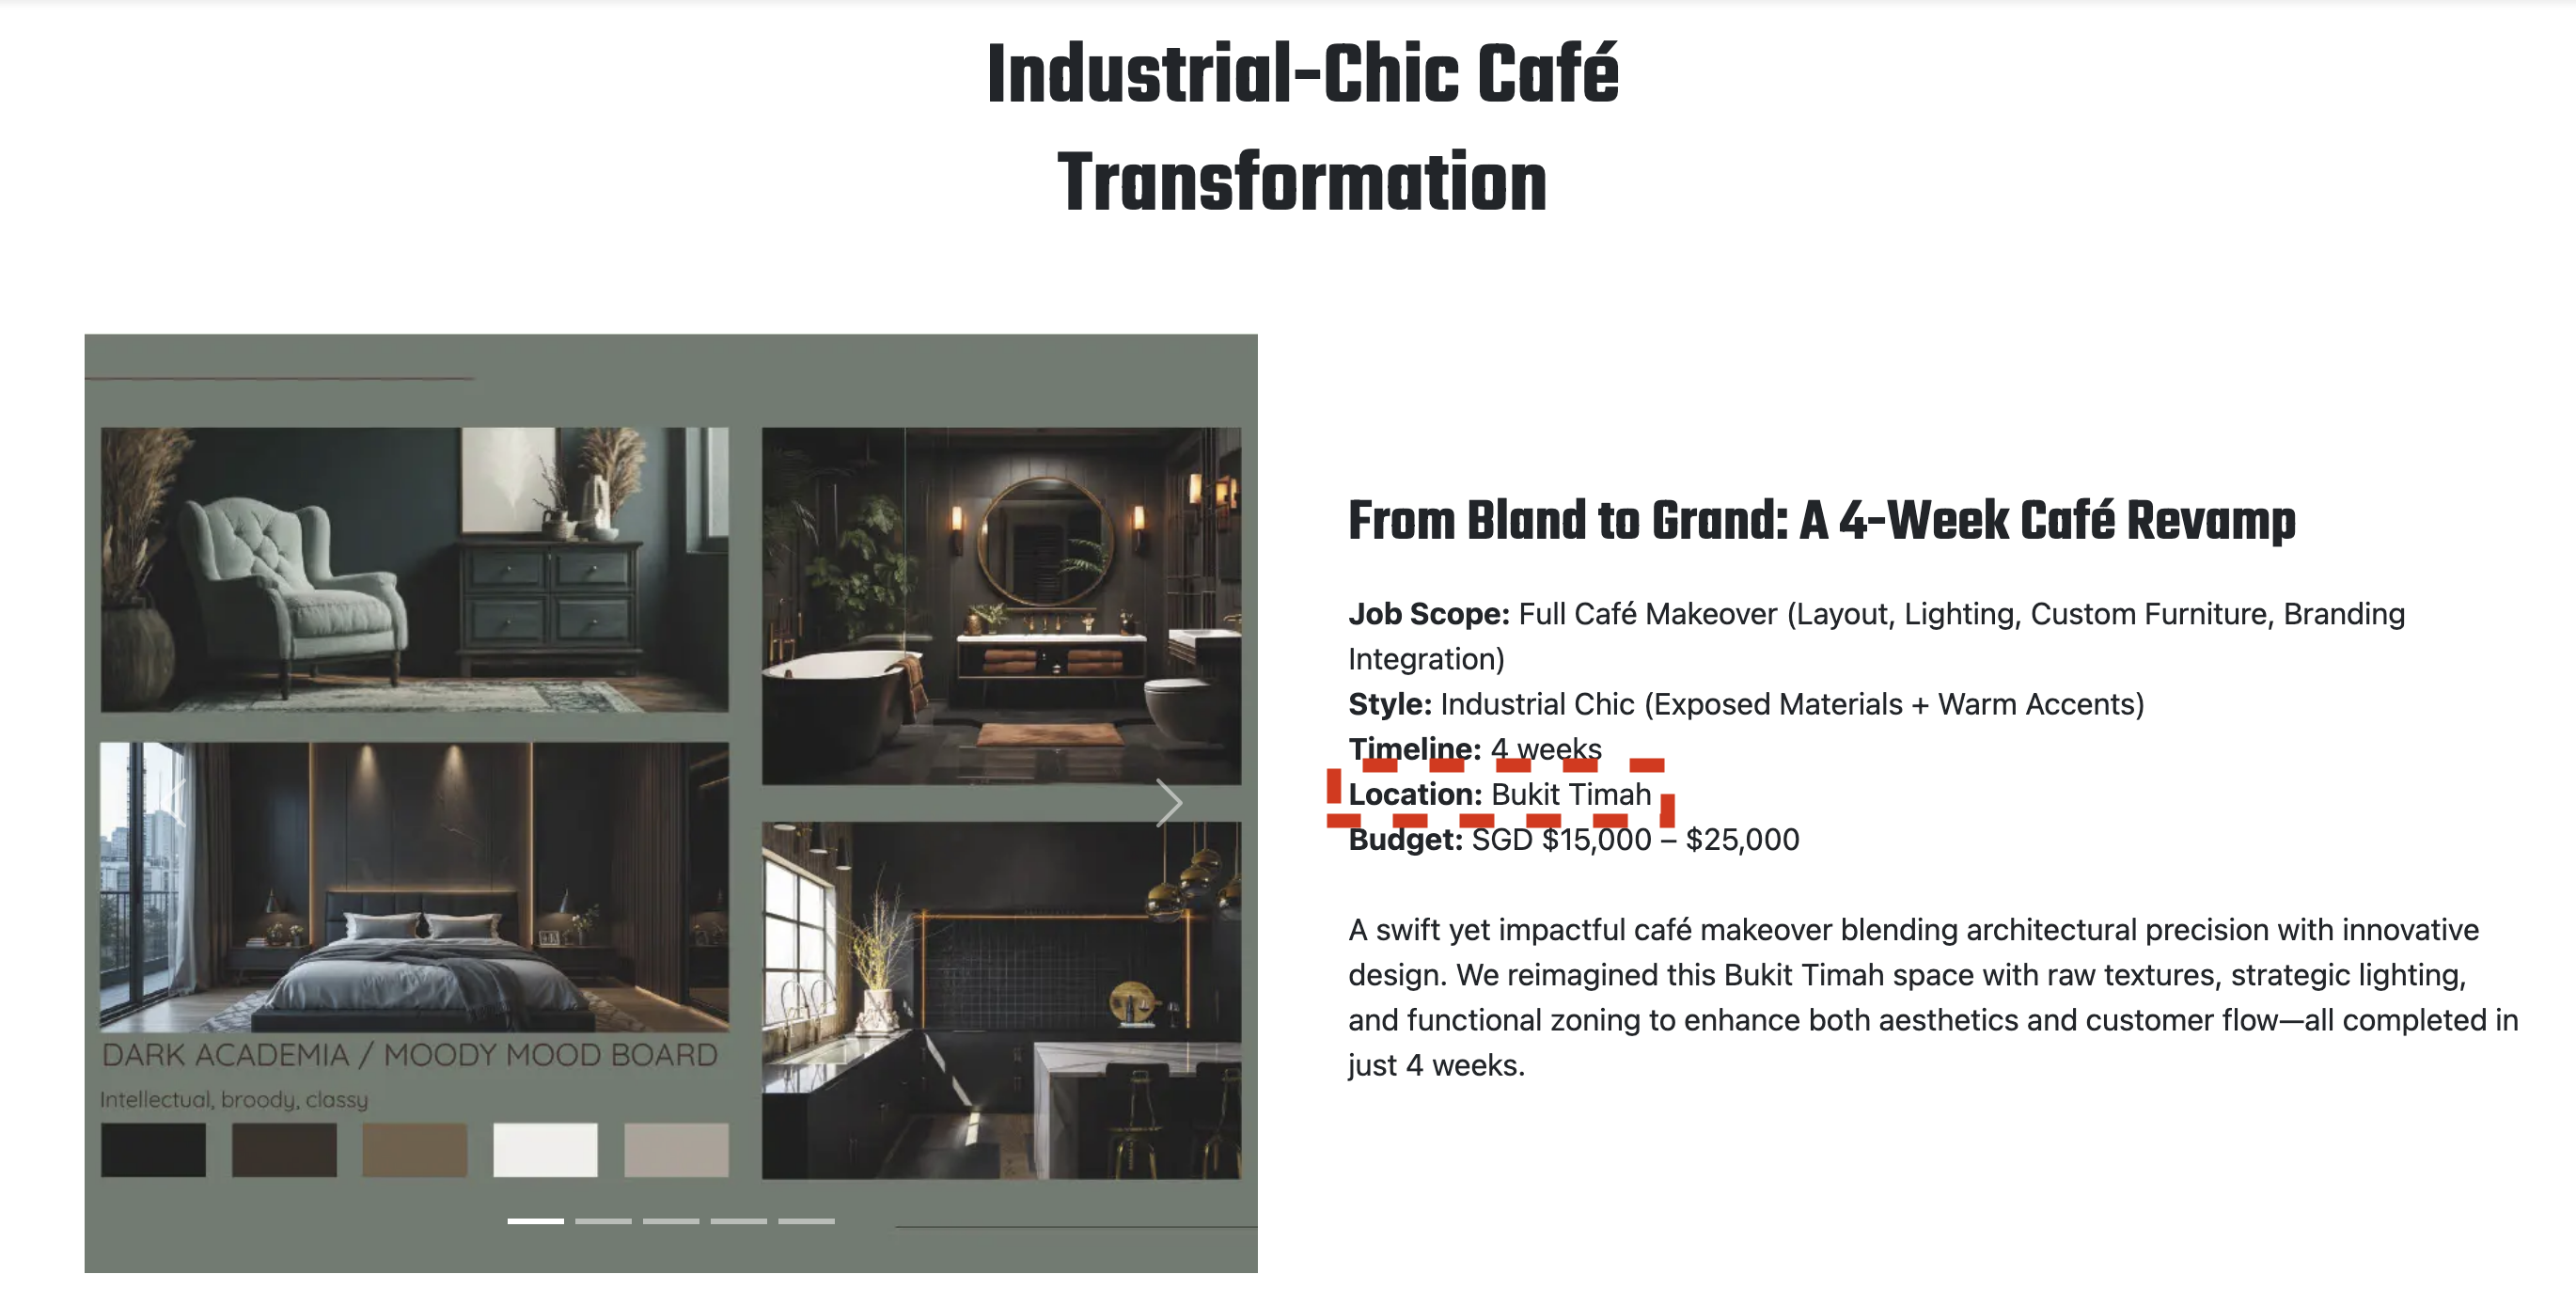 Industrial-Chic Café
Transformation
DARK ACADEMIA / MOODY MOOD BOARD
Intellectual, broody, classy
From Bland to Grand: A 4-Week Café Revamp
Job Scope: Full Café Makeover (Layout, Lighting, Custom Furniture, Branding
Integration)
Style: Industrial Chic (Exposed Materials + Warm Accents)
Timeline: 4 weeks
Location: Bukit Timah
Budget: SGD $15,000 – $25,000
A swift yet impactful café makeover blending architectural precision with innovative
design. We reimagined this Bukit Timah space with raw textures, strategic lighting,
and functional zoning to enhance both aesthetics and customer flow—all completed in
just 4 weeks.